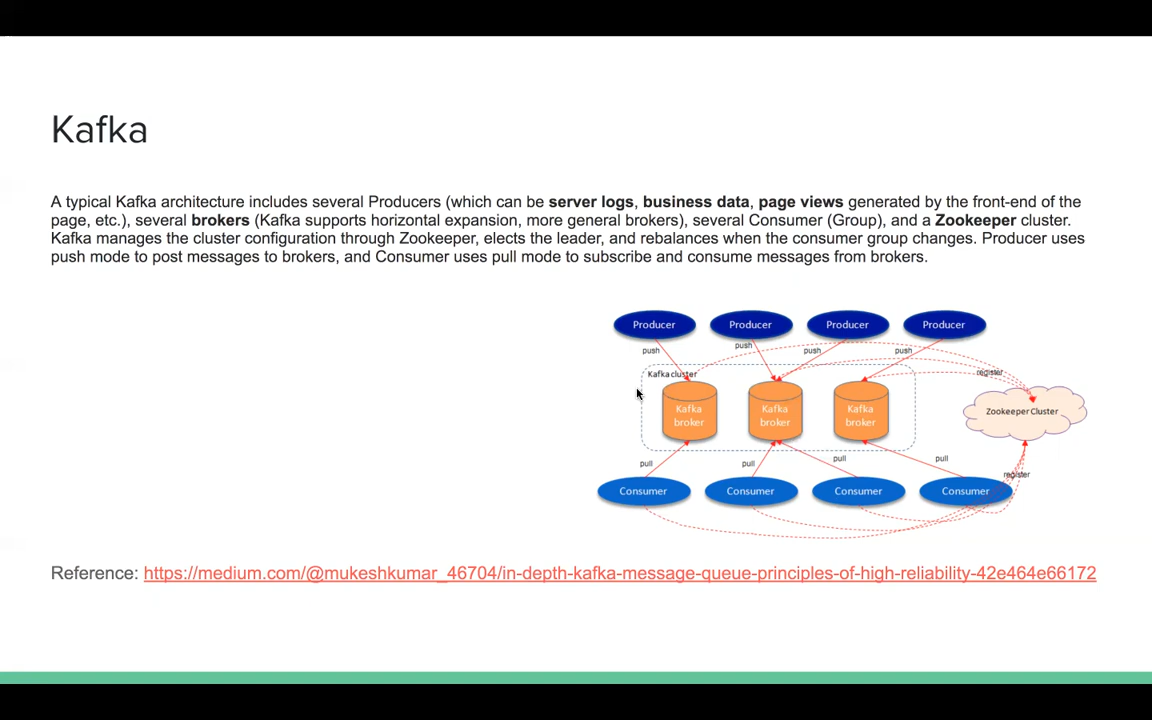 Kafka
A typical Kafka architecture includes several Producers (which can be server logs, business data, page views generated by the front-end of the
page, etc.), several brokers (Kafka supports horizontal expansion, more general brokers), several Consumer (Group), and a Zookeeper cluster.
Kafka manages the cluster configuration through Zookeeper, elects the leader, and rebalances when the consumer group changes. Producer uses
push mode to post messages to brokers, and Consumer uses pull mode to subscribe and consume messages from brokers.
Producer Producer Producer Producer
push push push push
Kafka cluster register
Kafka Kafka Kafka
broker broker broker
Zookeeper Cluster
pull pull pull pull
register
Consumer Consumer Consumer Consumer
Reference: https://medium.com/@mukeshkumar_46704/in-depth-kafka-message-queue-principles-of-high-reliability-42e464e66172